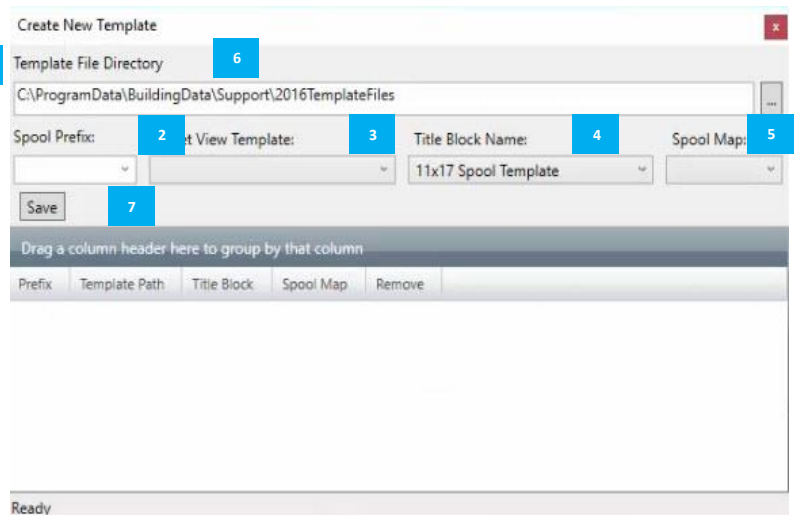 Create New Template
x
Template File Directory 6
C:\ProgramData\BuildingData\Support\2016TemplateFiles ...
Spool Prefix: 2 et View Template: 3 Title Block Name: 4 Spool Map: 5
11x17 Spool Template
Save 7
Drag a column header here to group by that column
Prefix Template Path Title Block Spool Map Remove
Ready